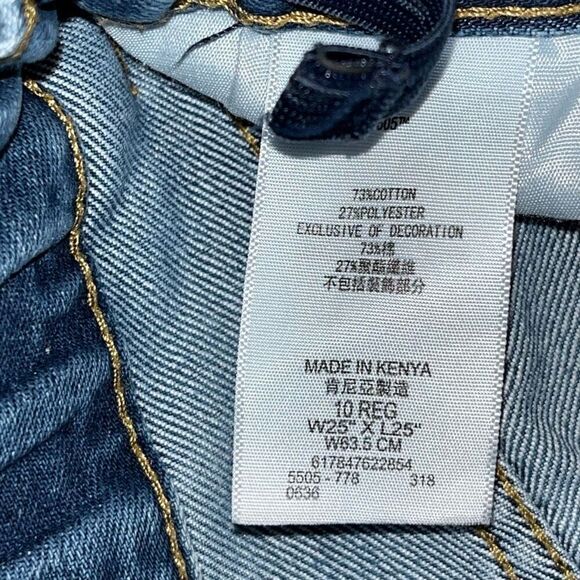 505™
73%COTTON
27%POLYESTER
EXCLUSIVE OF DECORATION
73%棉
27%聚酯纖維
不包括裝飾部分
MADE IN KENYA
肯尼亞製造
10 REG
W25" X L25"
W63.5 CM
617847622854
5505-778 318
0636